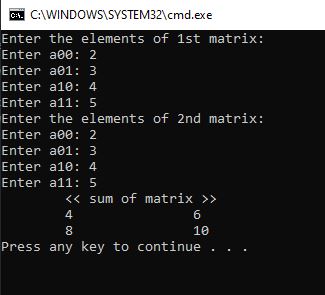 C:\WINDOWS\SYSTEM32\cmd.exe
Enter the elements of 1st matrix:
Enter a00: 2
Enter a01: 3
Enter a10: 4
Enter a11: 5
Enter the elements of 2nd matrix:
Enter a00: 2
Enter a01: 3
Enter a10: 4
Enter a11: 5
<< sum of matrix >>
4 6
8 10
Press any key to continue . . .